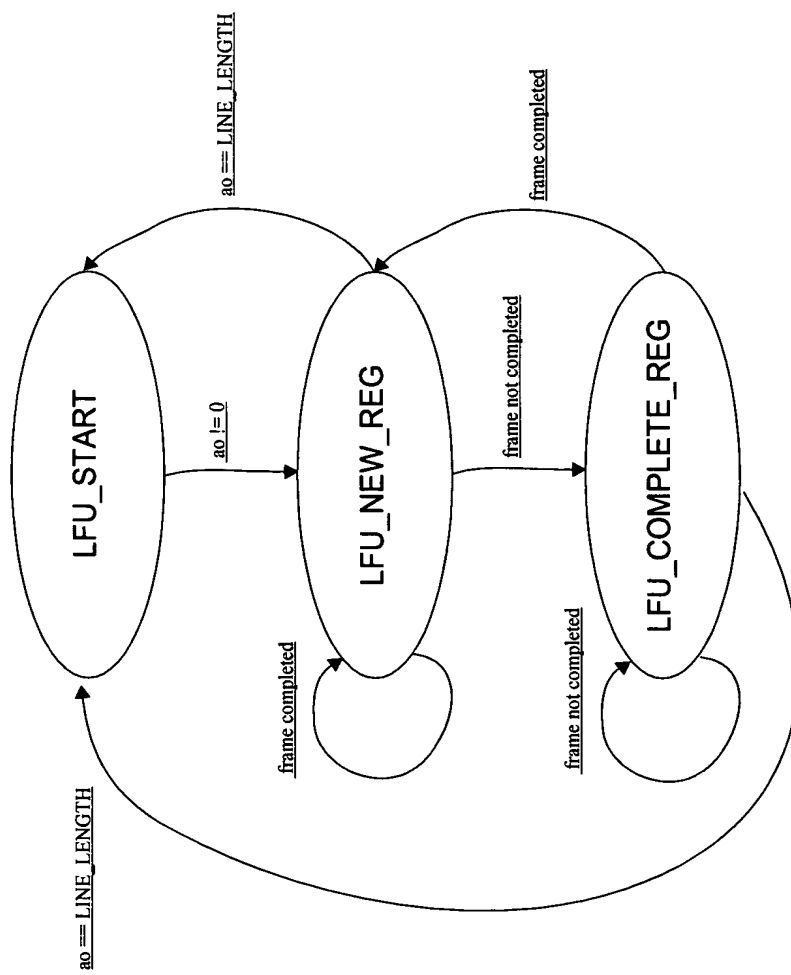 ao == LINE_LENGTH
LFU_START
ao == LINE_LENGTH
ao != 0
frame completed
LFU_NEW_REG
frame completed
frame not completed
frame not completed
LFU_COMPLETE_REG